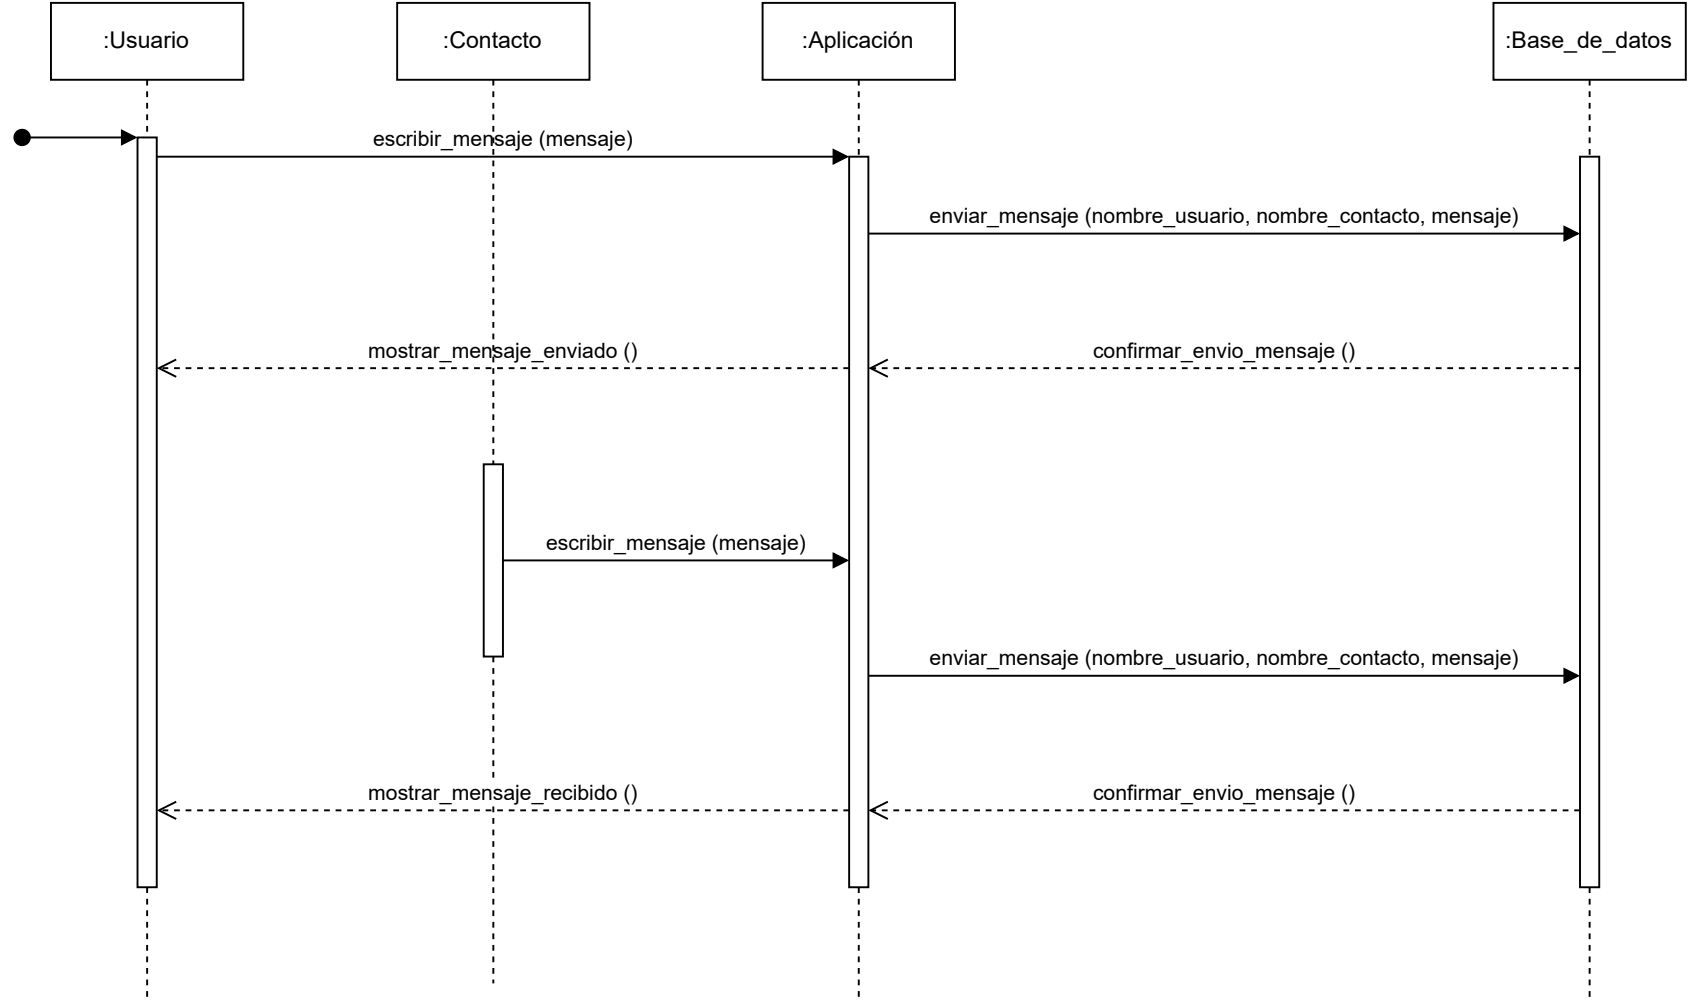 :Usuario
:Contacto
:Aplicación
:Base_de_datos
escribir_mensaje (mensaje)
enviar_mensaje (nombre_usuario, nombre_contacto, mensaje)
mostrar_mensaje_enviado ()
confirmar_envio_mensaje ()
escribir_mensaje (mensaje)
enviar_mensaje (nombre_usuario, nombre_contacto, mensaje)
mostrar_mensaje_recibido ()
confirmar_envio_mensaje ()